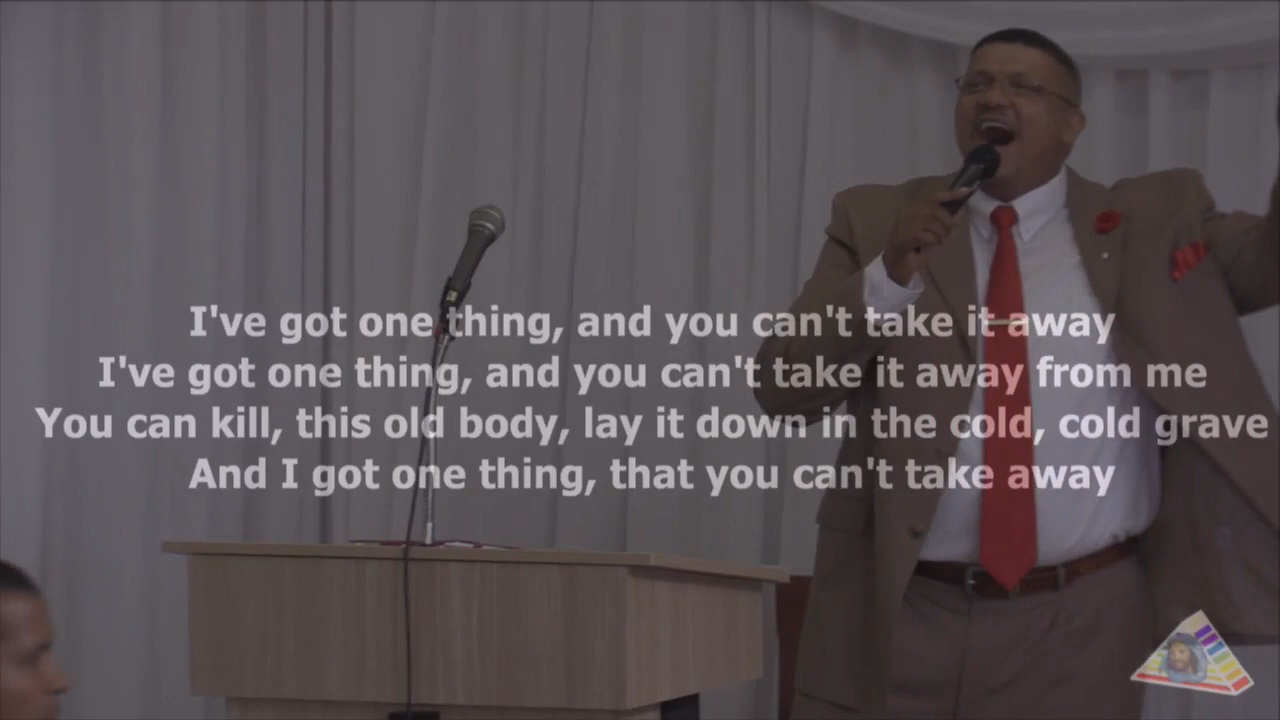 I've got one thing, and you can't take it away
I've got one thing, and you can't take it away from me
You can kill, this old body, lay it down in the cold, cold grave
And I got one thing, that you can't take away